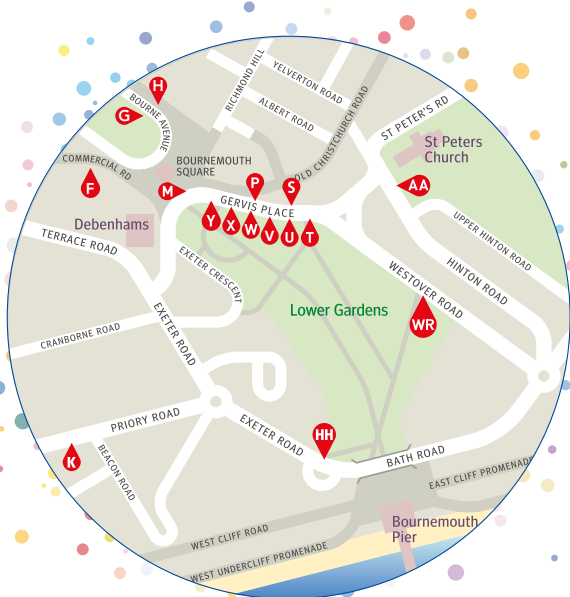 RICHMOND HILL
YELVERTON ROAD
ALBERT ROAD
OLD CHRISTCHURCH ROAD
ST PETER'S RD
St Peters
Church
H
G
BOURNE AVENUE
COMMERCIAL RD
F
BOURNEMOUTH
SQUARE
M
P
S
AA
GERVIS PLACE
Y
X
W
V
U
T
Debenhams
TERRACE ROAD
UPPER HINTON ROAD
HINTON ROAD
WESTOVER ROAD
EXETER CRESCENT
Lower Gardens
WR
CRANBORNE ROAD
EXETER ROAD
PRIORY ROAD
EXETER ROAD
HH
BATH ROAD
K
BEACON ROAD
EAST CLIFF PROMENADE
WEST CLIFF ROAD
Bournemouth
Pier
WEST UNDERCLIFF PROMENADE